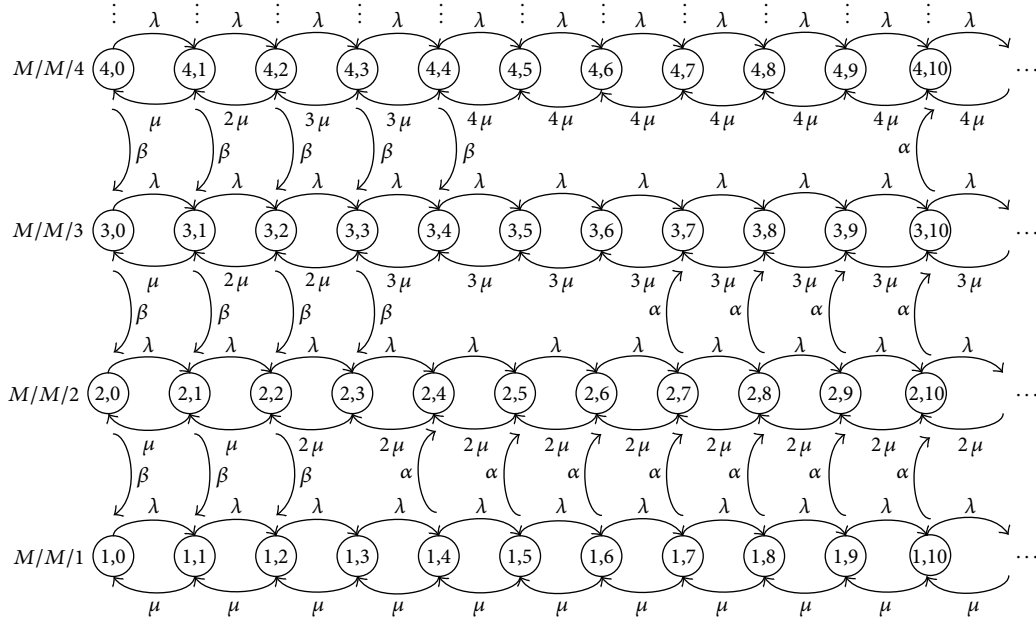 ⋮ λ ⋮ λ ⋮ λ ⋮ λ ⋮ λ ⋮ λ ⋮ λ ⋮ λ ⋮ λ ⋮ λ ⋮ λ
M/M/4 4,0 4,1 4,2 4,3 4,4 4,5 4,6 4,7 4,8 4,9 4,10 ⋯
μ 2μ 3μ 3μ 4μ 4μ 4μ 4μ 4μ 4μ 4μ
β β β β β α
λ λ λ λ λ λ λ λ λ λ λ
M/M/3 3,0 3,1 3,2 3,3 3,4 3,5 3,6 3,7 3,8 3,9 3,10 ⋯
μ 2μ 2μ 3μ 3μ 3μ 3μ 3μ 3μ 3μ 3μ
β β β β α α α α
λ λ λ λ λ λ λ λ λ λ λ
M/M/2 2,0 2,1 2,2 2,3 2,4 2,5 2,6 2,7 2,8 2,9 2,10 ⋯
μ μ 2μ 2μ 2μ 2μ 2μ 2μ 2μ 2μ 2μ
β β β α α α α α α α
λ λ λ λ λ λ λ λ λ λ λ
M/M/1 1,0 1,1 1,2 1,3 1,4 1,5 1,6 1,7 1,8 1,9 1,10 ⋯
μ μ μ μ μ μ μ μ μ μ μ